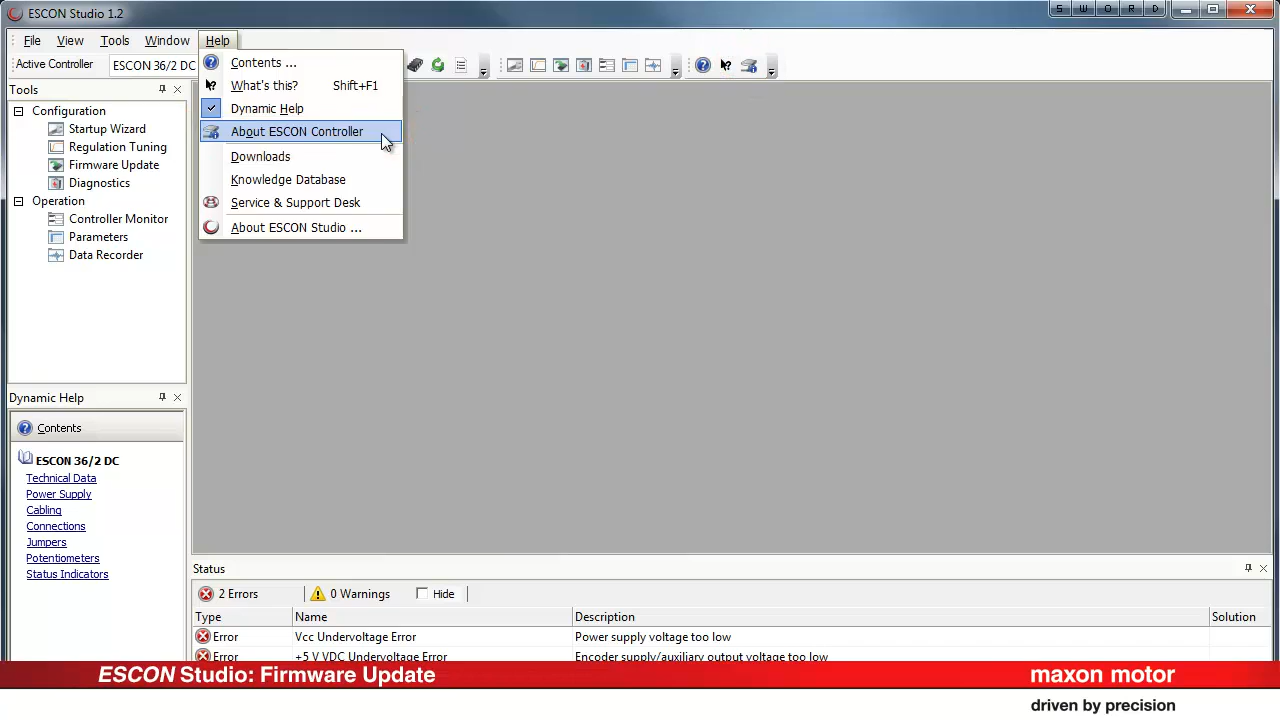 ESCON Studio 1.2
S W O R D
File View Tools Window Help
Active Controller ESCON 36/2 DC
Contents ...
What's this? Shift+F1
Dynamic Help
About ESCON Controller
Downloads
Knowledge Database
Service & Support Desk
About ESCON Studio ...
Tools
Configuration
Startup Wizard
Regulation Tuning
Firmware Update
Diagnostics
Operation
Controller Monitor
Parameters
Data Recorder
Dynamic Help
Contents
ESCON 36/2 DC
Technical Data
Power Supply
Cabling
Connections
Jumpers
Potentiometers
Status Indicators
Status
2 Errors 0 Warnings Hide
Type Name Description Solution
Error Vcc Undervoltage Error Power supply voltage too low
Error +5 V VDC Undervoltage Error Encoder supply/auxiliary output voltage too low
ESCON Studio: Firmware Update
maxon motor
driven by precision